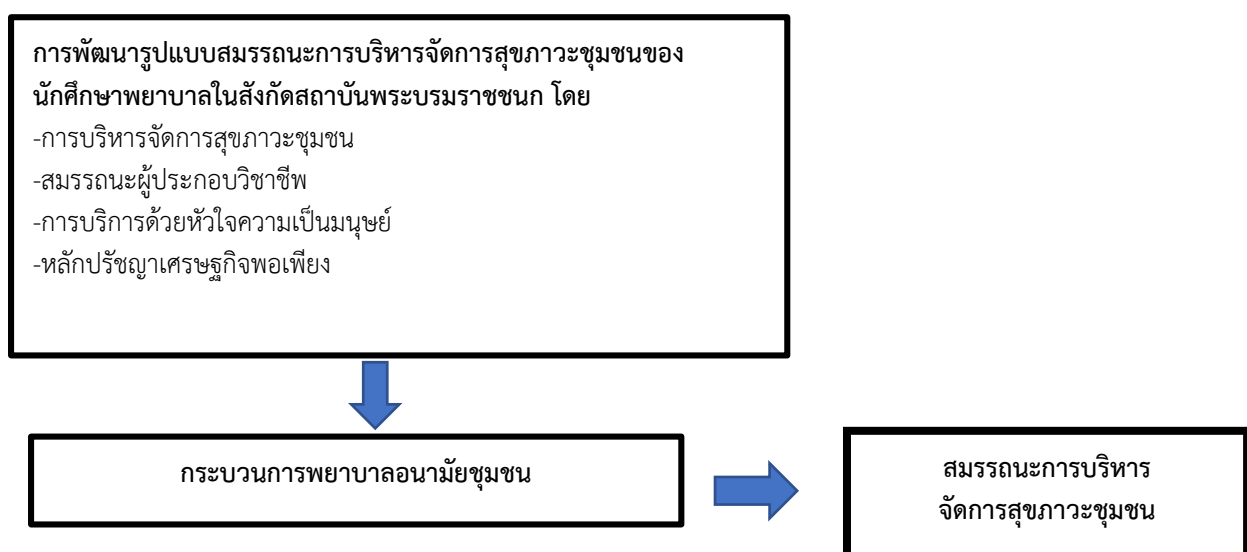 การพัฒนารูปแบบสมรรถนะการบริหารจัดการสุขภาวะชุมชนของ
นักศึกษาพยาบาลในสังกัดสถาบันพระบรมราชชนก โดย
-การบริหารจัดการสุขภาวะชุมชน
-สมรรถนะผู้ประกอบวิชาชีพ
-การบริการด้วยหัวใจความเป็นมนุษย์
-หลักปรัชญาเศรษฐกิจพอเพียง
กระบวนการพยาบาลอนามัยชุมชน
สมรรถนะการบริหาร
จัดการสุขภาวะชุมชน